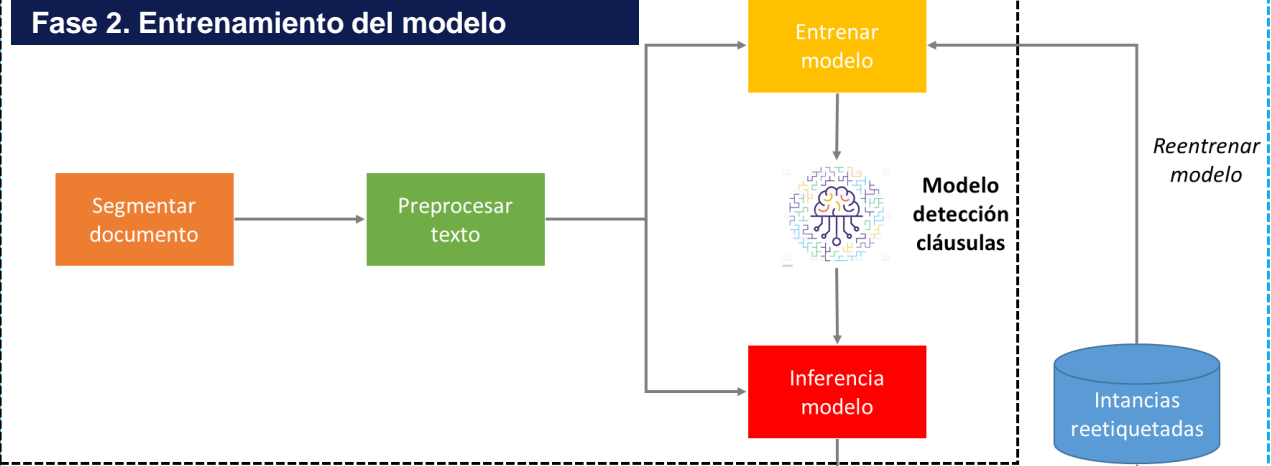 Fase 2. Entrenamiento del modelo
Entrenar
modelo
Reentrenar
modelo
Segmentar
documento
Preprocesar
texto
Modelo
detección
cláusulas
Inferencia
modelo
Intancias
reetiquetadas